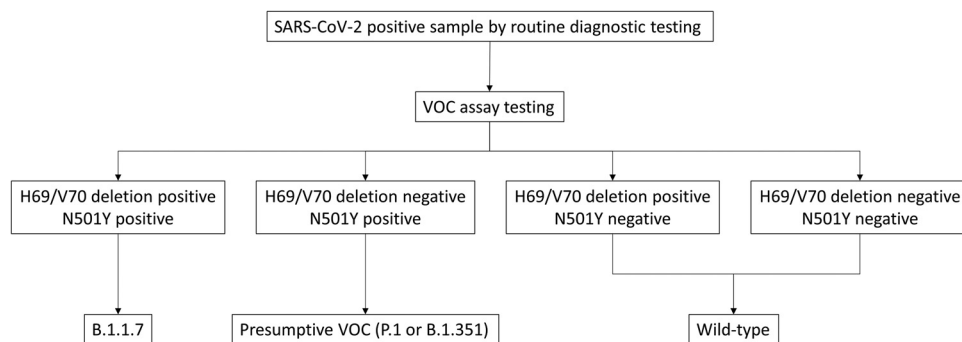 SARS-CoV-2 positive sample by routine diagnostic testing
VOC assay testing
H69/V70 deletion positive
N501Y positive
H69/V70 deletion negative
N501Y positive
H69/V70 deletion positive
N501Y negative
H69/V70 deletion negative
N501Y negative
B.1.1.7
Presumptive VOC (P.1 or B.1.351)
Wild-type